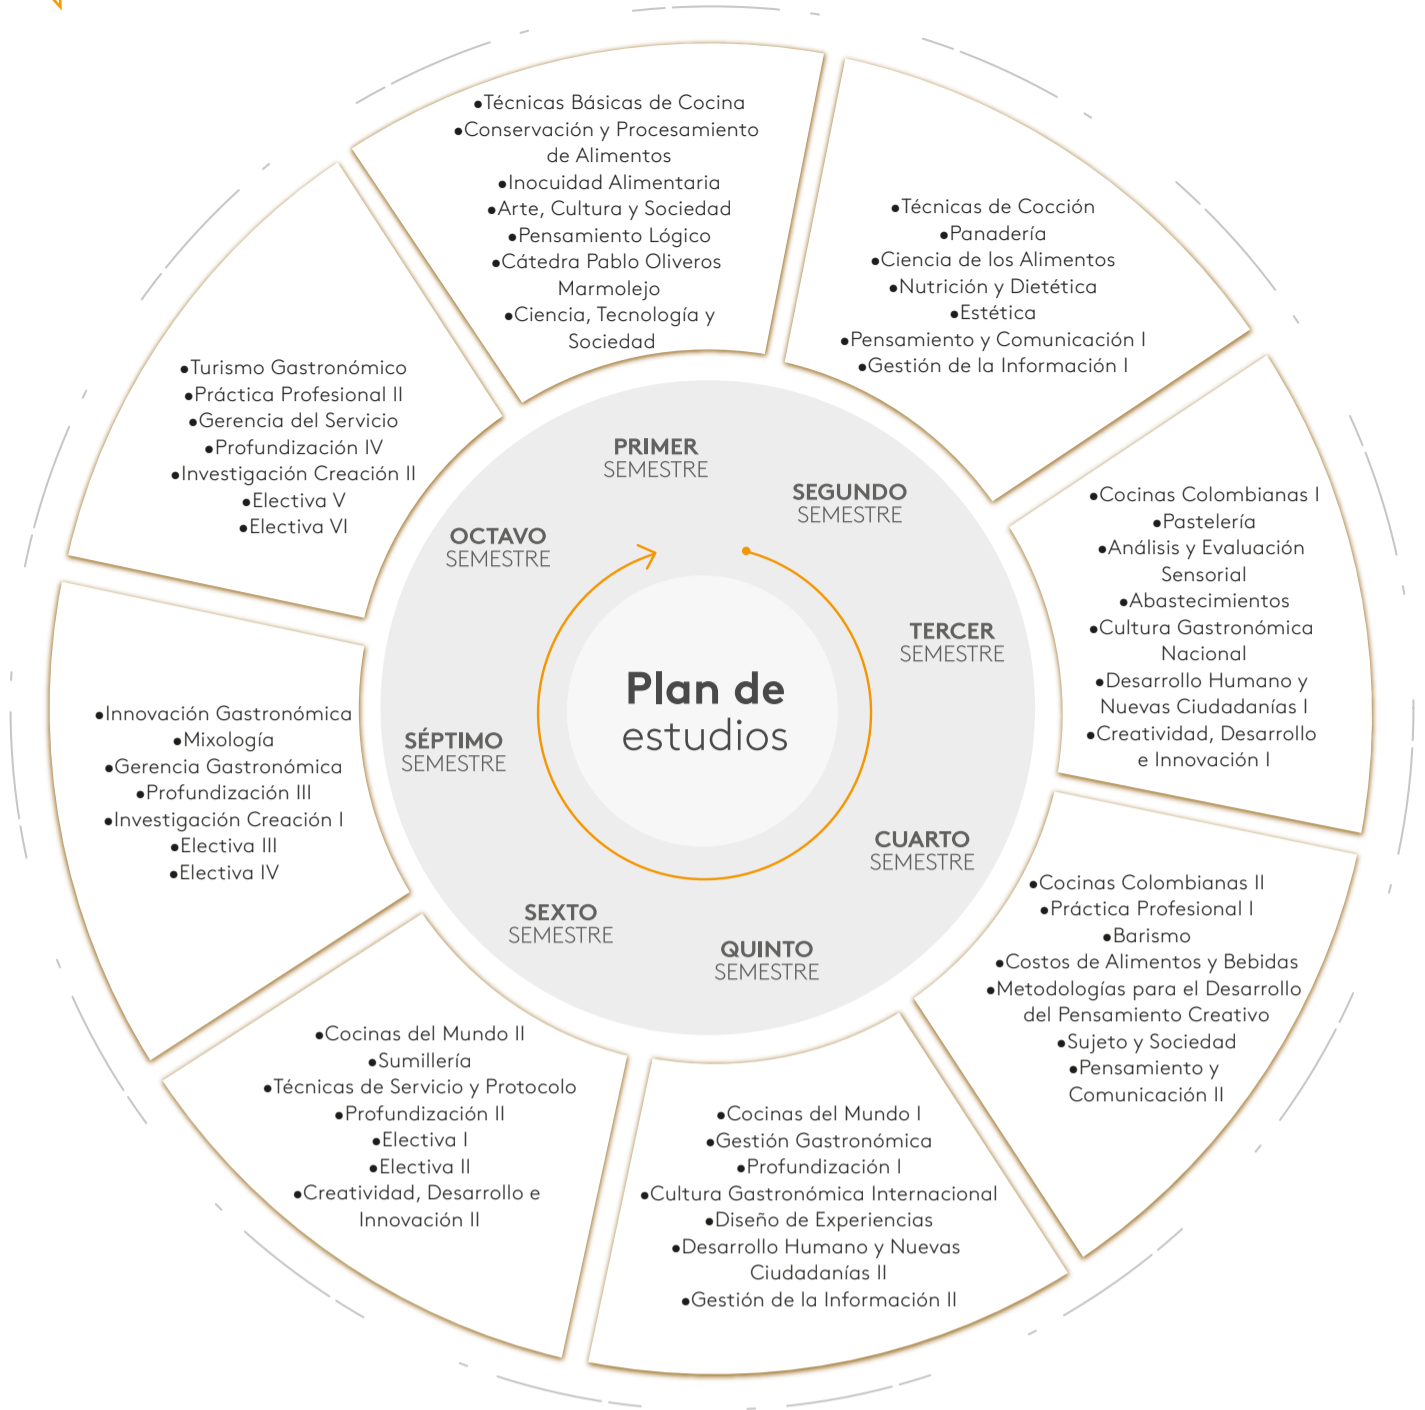 Plan de
estudios
PRIMER
SEMESTRE
•Técnicas Básicas de Cocina
•Conservación y Procesamiento
de Alimentos
•Inocuidad Alimentaria
•Arte, Cultura y Sociedad
•Pensamiento Lógico
•Cátedra Pablo Oliveros
Marmolejo
•Ciencia, Tecnología y
Sociedad
SEGUNDO
SEMESTRE
•Técnicas de Cocción
•Panadería
•Ciencia de los Alimentos
•Nutrición y Dietética
•Estética
•Pensamiento y Comunicación I
•Gestión de la Información I
TERCER
SEMESTRE
•Cocinas Colombianas I
•Pastelería
•Análisis y Evaluación
Sensorial
•Abastecimientos
•Cultura Gastronómica
Nacional
•Desarrollo Humano y
Nuevas Ciudadanías I
•Creatividad, Desarrollo
e Innovación I
CUARTO
SEMESTRE
•Cocinas Colombianas II
•Práctica Profesional I
•Barismo
•Costos de Alimentos y Bebidas
•Metodologías para el Desarrollo
del Pensamiento Creativo
•Sujeto y Sociedad
•Pensamiento y
Comunicación II
QUINTO
SEMESTRE
•Cocinas del Mundo I
•Gestión Gastronómica
•Profundización I
•Cultura Gastronómica Internacional
•Diseño de Experiencias
•Desarrollo Humano y Nuevas
Ciudadanías II
•Gestión de la Información II
SEXTO
SEMESTRE
•Cocinas del Mundo II
•Sumillería
•Técnicas de Servicio y Protocolo
•Profundización II
•Electiva I
•Electiva II
•Creatividad, Desarrollo e
Innovación II
SÉPTIMO
SEMESTRE
•Innovación Gastronómica
•Mixología
•Gerencia Gastronómica
•Profundización III
•Investigación Creación I
•Electiva III
•Electiva IV
OCTAVO
SEMESTRE
•Turismo Gastronómico
•Práctica Profesional II
•Gerencia del Servicio
•Profundización IV
•Investigación Creación II
•Electiva V
•Electiva VI